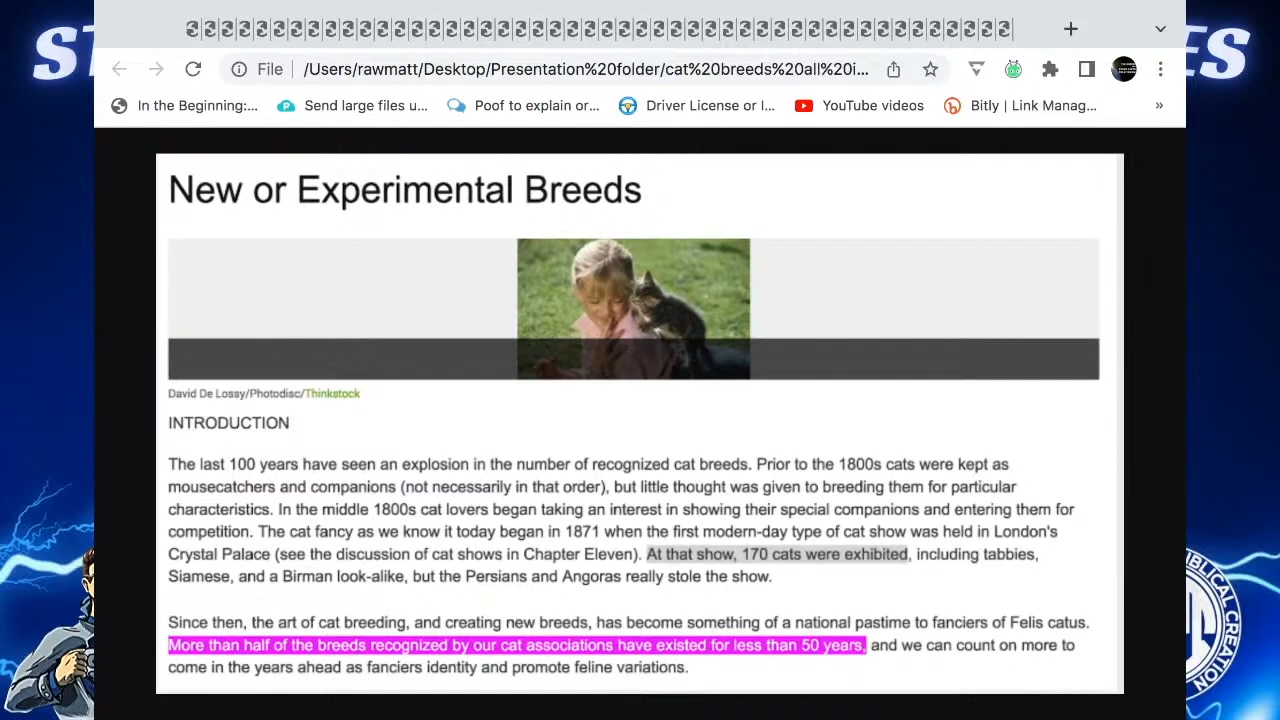 File
/Users/rawmatt/Desktop/Presentation%20folder/cat%20breeds%20all%20i...
In the Beginning:...
Send large files u...
Poof to explain or...
Driver License or I...
YouTube videos
Bitly | Link Manag...
»
New or Experimental Breeds
David De Lossy/Photodisc/Thinkstock
INTRODUCTION
The last 100 years have seen an explosion in the number of recognized cat breeds. Prior to the 1800s cats were kept as
mousecatchers and companions (not necessarily in that order), but little thought was given to breeding them for particular
characteristics. In the middle 1800s cat lovers began taking an interest in showing their special companions and entering them for
competition. The cat fancy as we know it today began in 1871 when the first modern-day type of cat show was held in London's
Crystal Palace (see the discussion of cat shows in Chapter Eleven). At that show, 170 cats were exhibited, including tabbies,
Siamese, and a Birman look-alike, but the Persians and Angoras really stole the show.
Since then, the art of cat breeding, and creating new breeds, has become something of a national pastime to fanciers of Felis catus.
More than half of the breeds recognized by our cat associations have existed for less than 50 years, and we can count on more to
come in the years ahead as fanciers identity and promote feline variations.
BIBLICAL CREATION